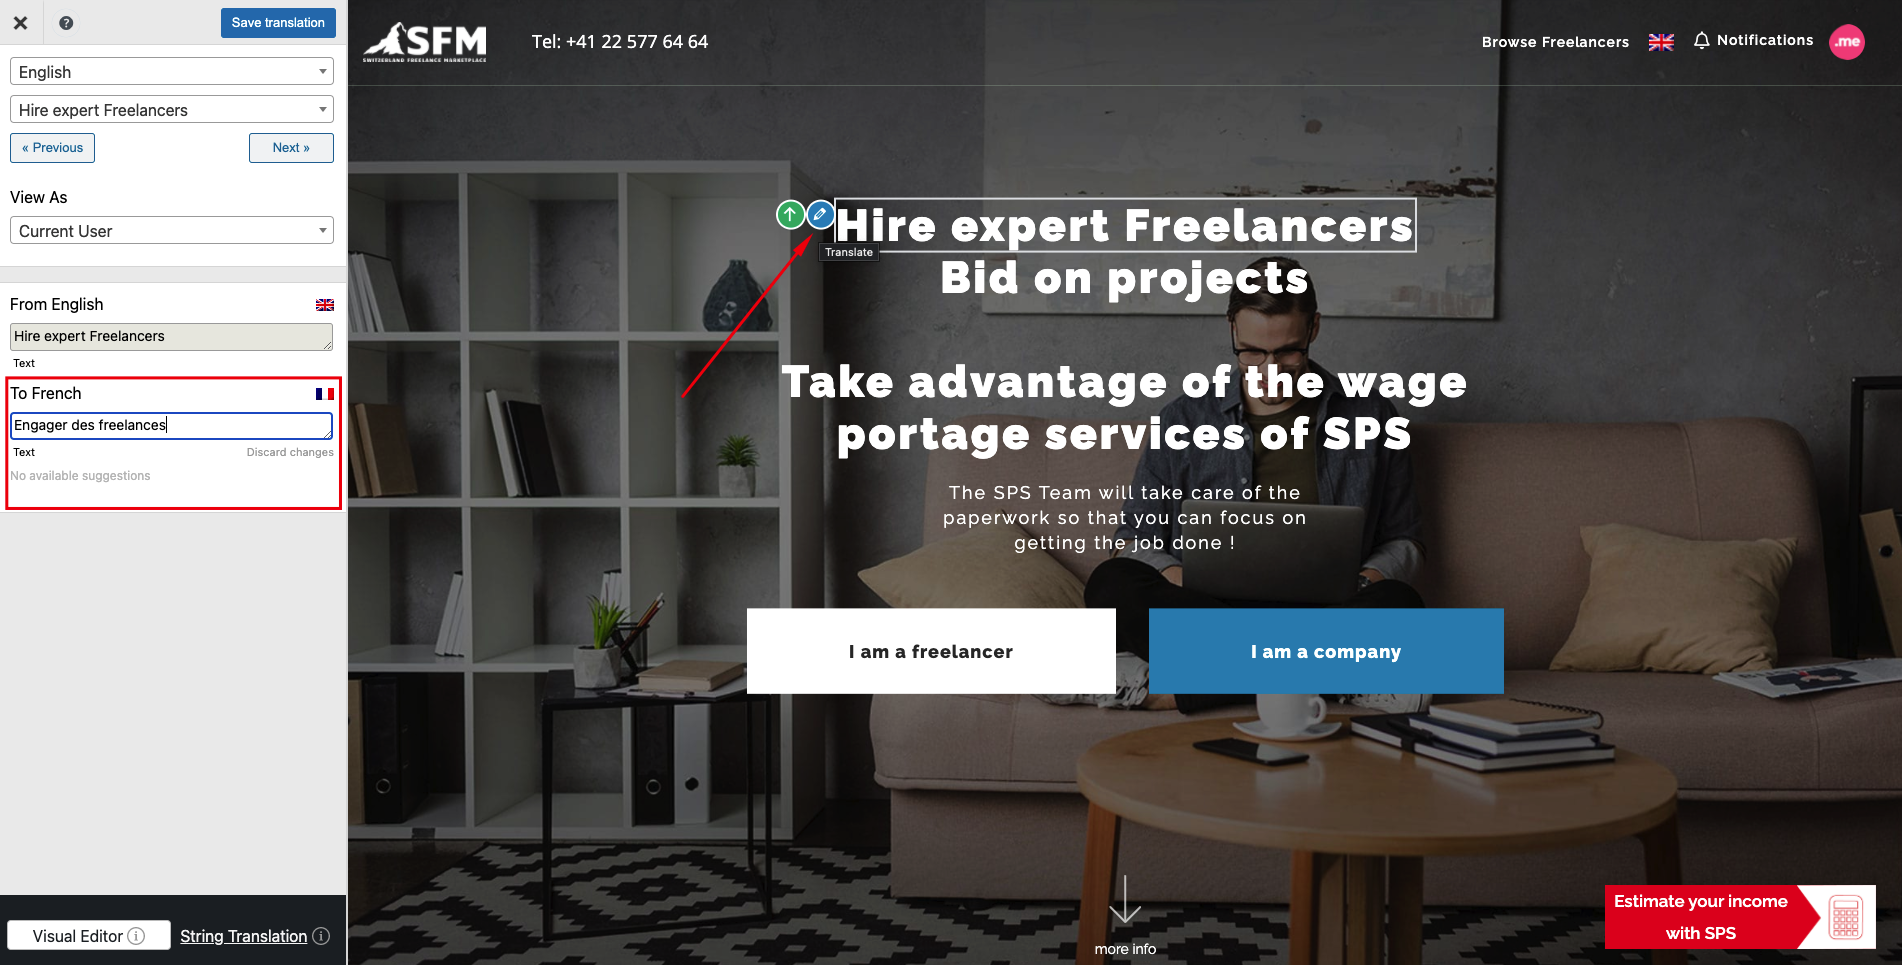 Save translation
English
Hire expert Freelancers
« Previous
Next »
View As
Current User
From English
Hire expert Freelancers
Text
To French
Engager des freelances
Text
Discard changes
No available suggestions
Visual Editor
String Translation
SFM
SWITZERLAND FREELANCE MARKETPLACE
Tel: +41 22 577 64 64
Browse Freelancers
Notifications
.me
Hire expert Freelancers
Translate
Bid on projects
Take advantage of the wage
portage services of SPS
The SPS Team will take care of the
paperwork so that you can focus on
getting the job done !
I am a freelancer
I am a company
more info
Estimate your income
with SPS